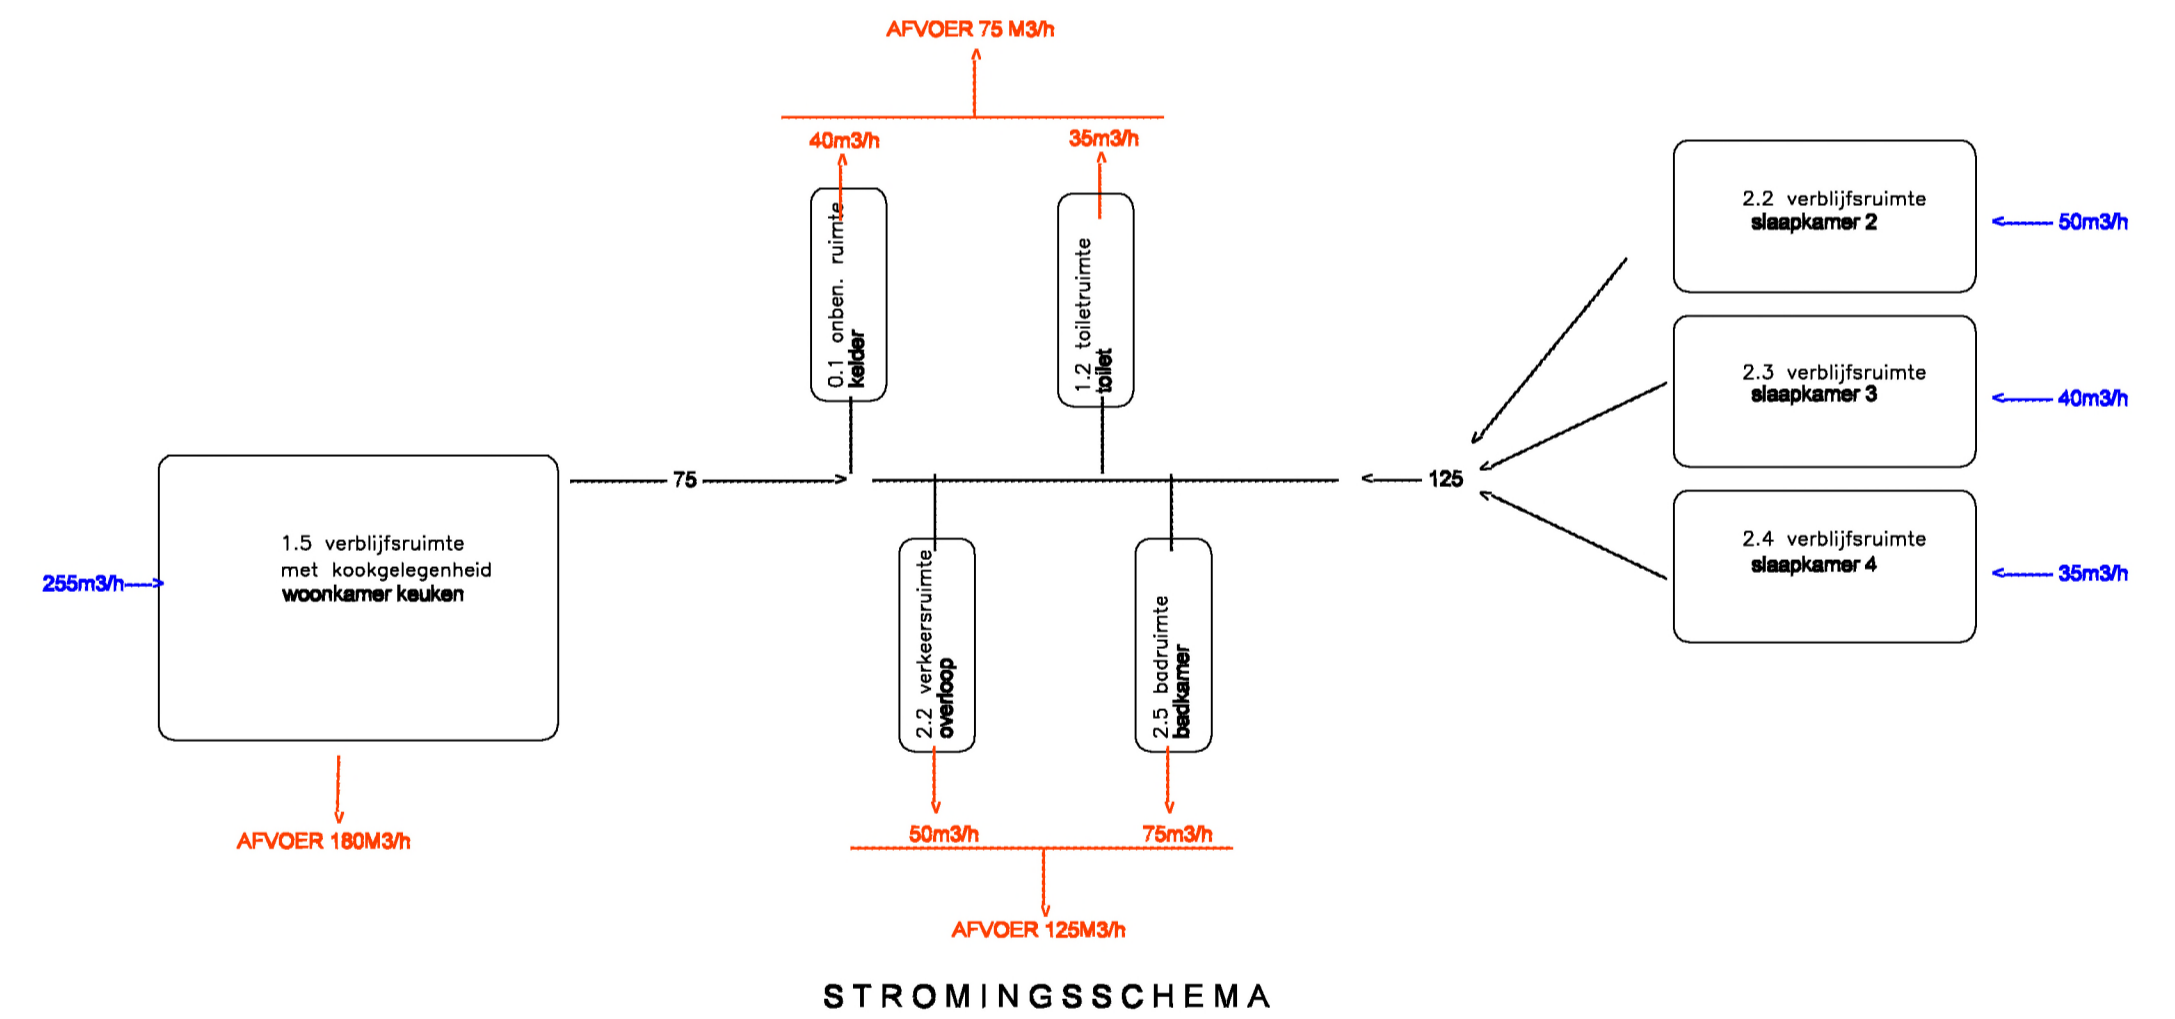 AFVOER 75 M3/h
40m3/h
35m3/h
0.1 onben. ruimte
kelder
1.2 toiletruimte
toilet
2.2 verblijfsruimte
slaapkamer 2
50m3/h
2.3 verblijfsruimte
slaapkamer 3
40m3/h
75
125
1.5 verblijfsruimte
met kookgelegenheid
woonkamer keuken
255m3/h
2.4 verblijfsruimte
slaapkamer 4
35m3/h
2.2 verkeersruimte
overloop
2.5 badruimte
badkamer
AFVOER 180M3/h
50m3/h
75m3/h
AFVOER 125M3/h
STROMINGSSCHEMA